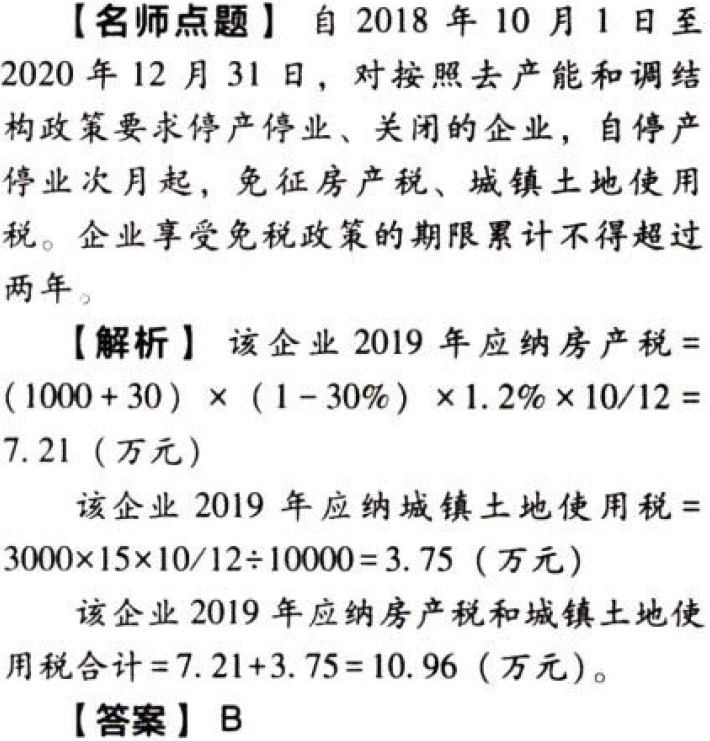 【名师点题】 自 2018 年 10 月 1 日至
2020 年 12 月 31 日，对按照去产能和调结
构政策要求停产停业、关闭的企业，自停产
停业次月起，免征房产税、城镇土地使用
税。企业享受免税政策的期限累计不得超过
两年。
【解析】 该企业 2019 年应纳房产税 =
(1000 + 30) × (1 - 30%) × 1.2% × 10/12 =
7.21 (万元)
该企业 2019 年应纳城镇土地使用税 =
3000×15×10/12÷10000 = 3.75 (万元)
该企业 2019 年应纳房产税和城镇土地使
用税合计 = 7.21+3.75 = 10.96 (万元)。
【答案】 B